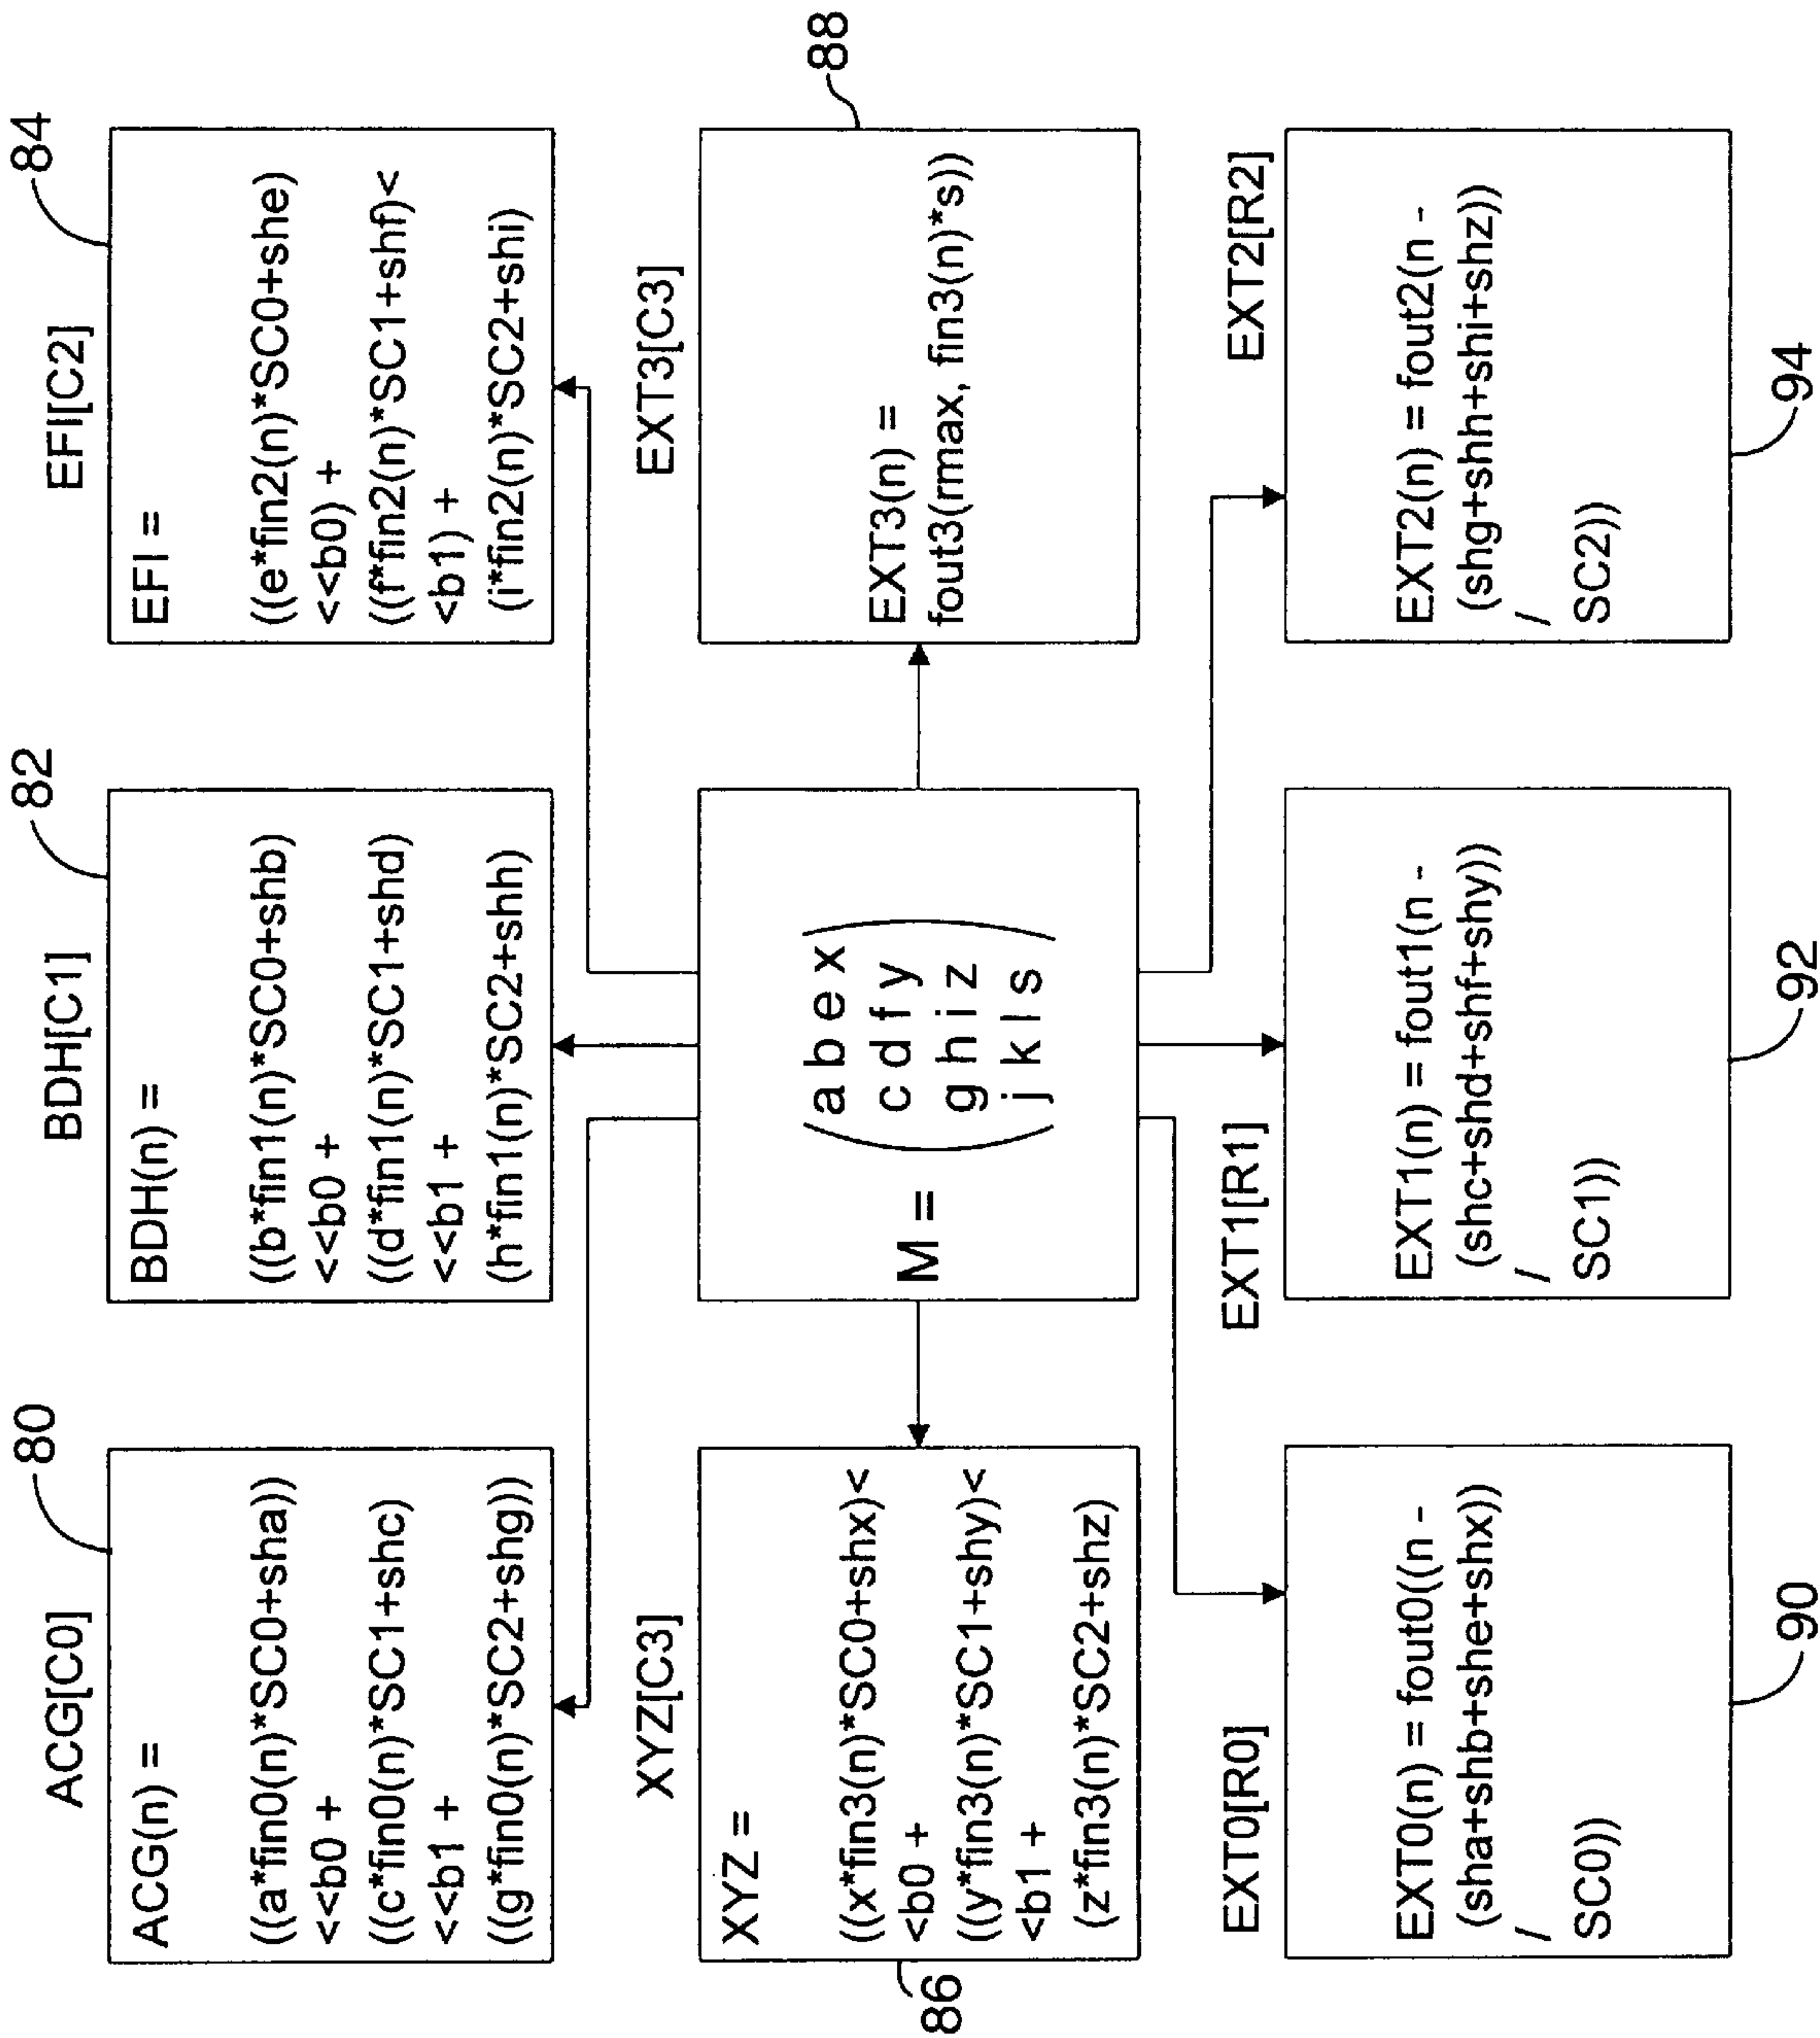 ACG[C0]
80
ACG(n) =
((a*fin0(n)*SC0+sha))
<<b0 +
((c*fin0(n)*SC1+shc)
<<b1 +
((g*fin0(n)*SC2+shg))
BDH[C1]
82
BDH(n) =
((b*fin1(n)*SC0+shb)
<<b0 +
((d*fin1(n)*SC1+shd)
<<b1 +
(h*fin1(n)*SC2+shh)
EFI[C2]
84
EFI =
((e*fin2(n)*SC0+she)
<<b0) +
((f*fin2(n)*SC1+shf)<
<b1) +
(i*fin2(n)*SC2+shi)
XYZ[C3]
XYZ =
((x*fin3(n)*SC0+shx)<
<b0 +
((y*fin3(n)*SC1+shy)<
<b1 +
(z*fin3(n)*SC2+shz)
86
M =
a b e x
c d f y
g h i z
j k l s
EXT3[C3]
88
EXT3(n) =
fout3(rmax, fin3(n)*s))
EXT0[R0]
EXT0(n) = fout0((n -
(sha+shb+she+shx))
/
SC0))
90
EXT1[R1]
EXT1(n) = fout1(n -
(shc+shd+shf+shy))
/
SC1))
92
EXT2[R2]
EXT2(n) = fout2(n -
(shg+shh+shi+shz))
/
SC2))
94